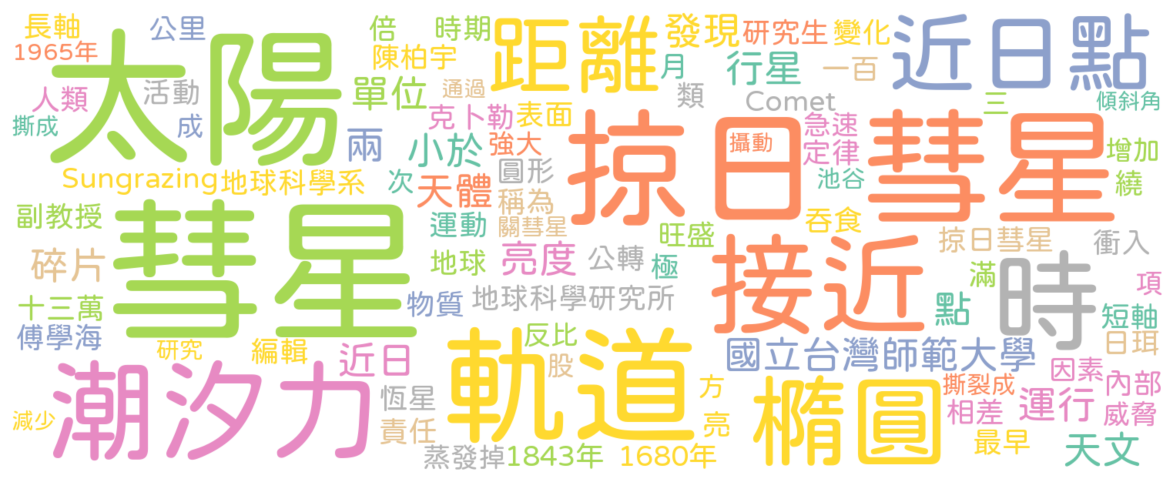 長軸
公里
倍
時期
距離
發現
研究生
變化
近日點
1965年
太陽
陳柏宇
月
行星
一百
人類
活動
單位
通過
類
Comet
三
傾斜角
撕成
成
克卜勒
表面
掠日彗星
急速
攝動
兩
小於
強大
定律
增加
Sungrazing
地球科學系
次
天體
圓形
池谷
繞
稱為
副教授
彗星
運動
關彗星
旺盛
吞食
掠日彗星
衝入
碎片
地球
亮度
公轉
極
接近
時
滿
項
十三萬
物質
地球科學研究所
點
短軸
傅學海
研究
編輯
近日
軌道
反比
股
國立台灣師範大學
日珥
潮汐力
恆星
方
橢圓
撕裂成
因素
內部
減少
責任
亮
相差
運行
威脅
蒸發掉
1843年
1680年
最早
天文